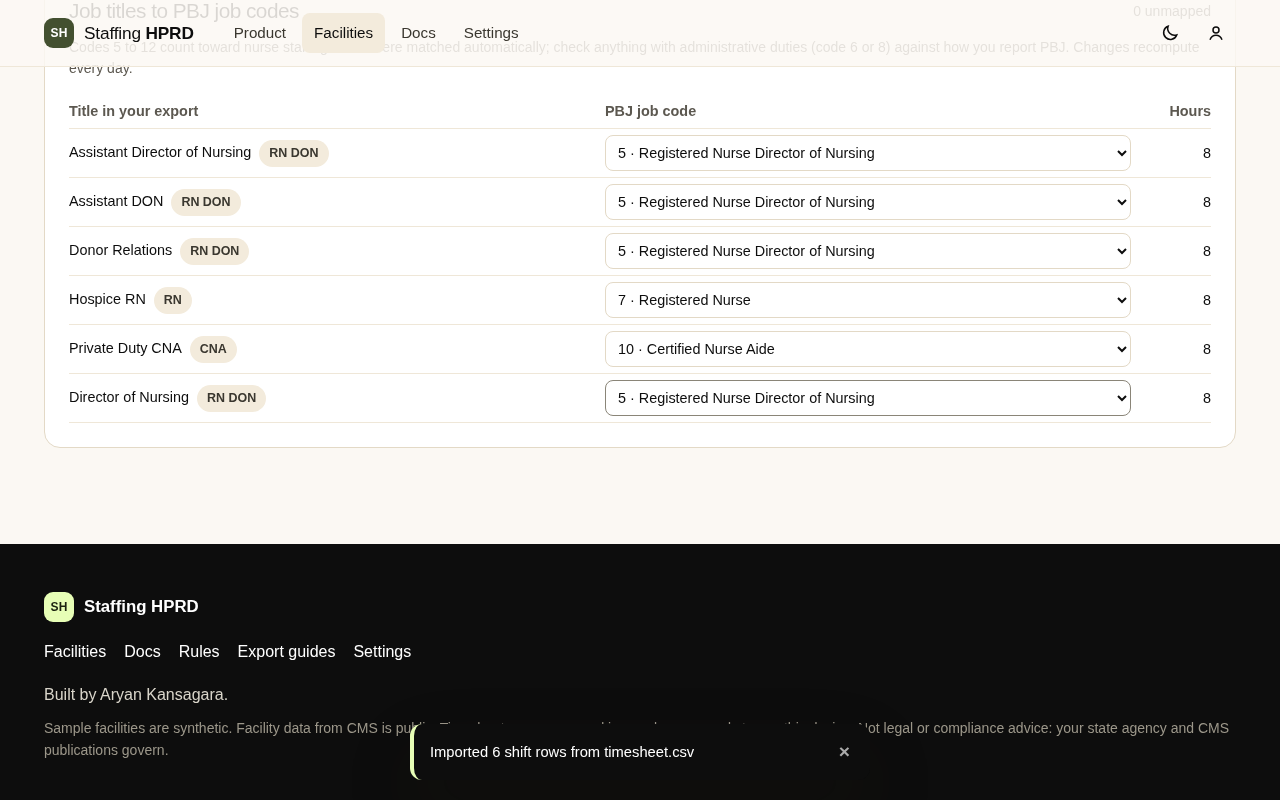 Job titles to PBJ job codes
0 unmapped
SH Staffing HPRD Product Facilities Docs Settings
Codes 5 to 12 count toward nurse sta ere matched automatically; check anything with administrative duties (code 6 or 8) against how you report PBJ. Changes recompute
every day.
Title in your export PBJ job code Hours
Assistant Director of Nursing RN DON 5 · Registered Nurse Director of Nursing 8
Assistant DON RN DON 5 · Registered Nurse Director of Nursing 8
Donor Relations RN DON 5 · Registered Nurse Director of Nursing 8
Hospice RN RN 7 · Registered Nurse 8
Private Duty CNA CNA 10 · Certified Nurse Aide 8
Director of Nursing RN DON 5 · Registered Nurse Director of Nursing 8
SH Staffing HPRD
Facilities Docs Rules Export guides Settings
Built by Aryan Kansagara.
Sample facilities are synthetic. Facility data from CMS is Not legal or compliance advice: your state agency and CMS
publications govern.
Imported 6 shift rows from timesheet.csv ×